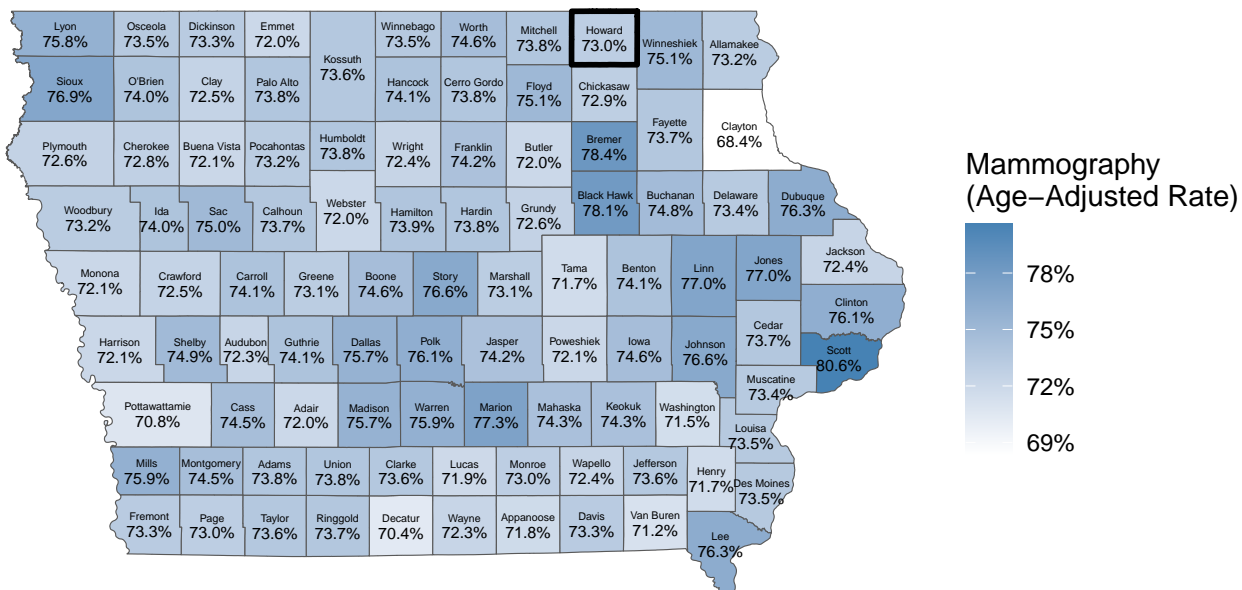 Lyon
75.8%
Osceola
73.5%
Dickinson
73.3%
Emmet
72.0%
Kossuth
73.6%
Winnebago
73.5%
Worth
74.6%
Mitchell
73.8%
Howard
73.0%
Winneshiek
75.1%
Allamakee
73.2%
Sioux
76.9%
O'Brien
74.0%
Clay
72.5%
Palo Alto
73.8%
Hancock
74.1%
Cerro Gordo
73.8%
Floyd
75.1%
Chickasaw
72.9%
Fayette
73.7%
Clayton
68.4%
Plymouth
72.6%
Cherokee
72.8%
Buena Vista
72.1%
Pocahontas
73.2%
Humboldt
73.8%
Wright
72.4%
Franklin
74.2%
Butler
72.0%
Bremer
78.4%
Woodbury
73.2%
Ida
74.0%
Sac
75.0%
Calhoun
73.7%
Webster
72.0%
Hamilton
73.9%
Hardin
73.8%
Grundy
72.6%
Black Hawk
78.1%
Buchanan
74.8%
Delaware
73.4%
Dubuque
76.3%
Monona
72.1%
Crawford
72.5%
Carroll
74.1%
Greene
73.1%
Boone
74.6%
Story
76.6%
Marshall
73.1%
Tama
71.7%
Benton
74.1%
Linn
77.0%
Jones
77.0%
Jackson
72.4%
Clinton
76.1%
Harrison
72.1%
Shelby
74.9%
Audubon
72.3%
Guthrie
74.1%
Dallas
75.7%
Polk
76.1%
Jasper
74.2%
Poweshiek
72.1%
Iowa
74.6%
Johnson
76.6%
Cedar
73.7%
Scott
80.6%
Muscatine
73.4%
Pottawattamie
70.8%
Cass
74.5%
Adair
72.0%
Madison
75.7%
Warren
75.9%
Marion
77.3%
Mahaska
74.3%
Keokuk
74.3%
Washington
71.5%
Louisa
73.5%
Mills
75.9%
Montgomery
74.5%
Adams
73.8%
Union
73.8%
Clarke
73.6%
Lucas
71.9%
Monroe
73.0%
Wapello
72.4%
Jefferson
73.6%
Henry
71.7%
Des Moines
73.5%
Fremont
73.3%
Page
73.0%
Taylor
73.6%
Ringgold
73.7%
Decatur
70.4%
Wayne
72.3%
Appanoose
71.8%
Davis
73.3%
Van Buren
71.2%
Lee
76.3%
Mammography
(Age−Adjusted Rate)
78%
75%
72%
69%